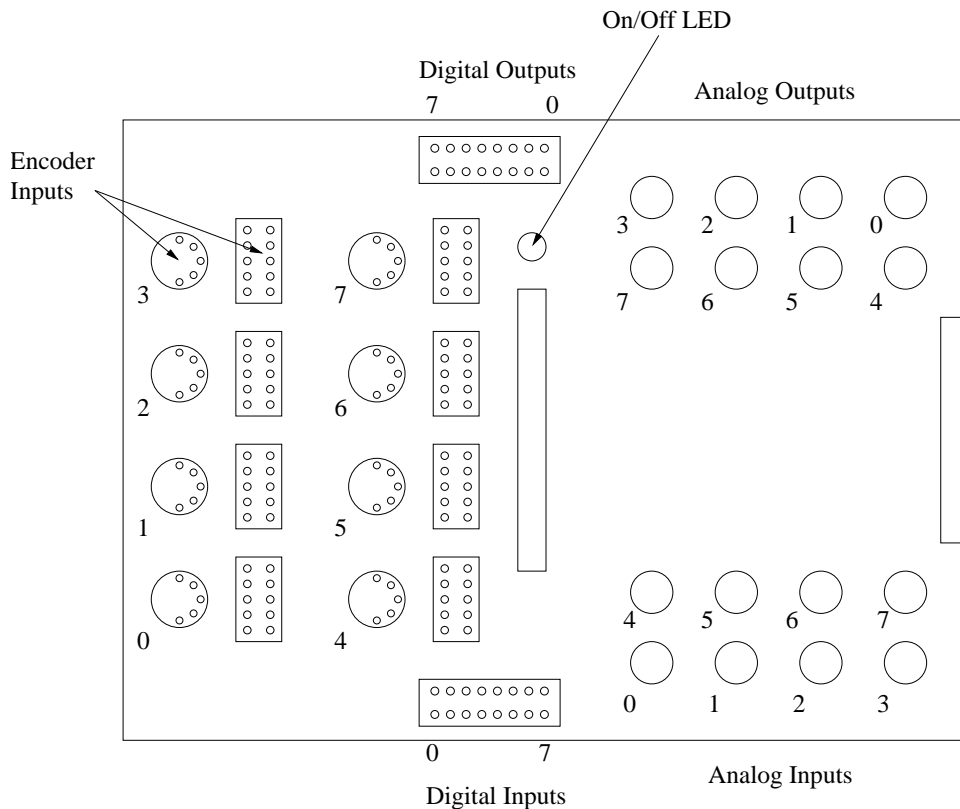 On/Off LED
Digital Outputs
7 0
Analog Outputs
Encoder
Inputs
3 2 1 0
3 7
7 6 5 4
2 6
1 5
0 4
4 5 6 7
0 1 2 3
0 7
Digital Inputs
Analog Inputs